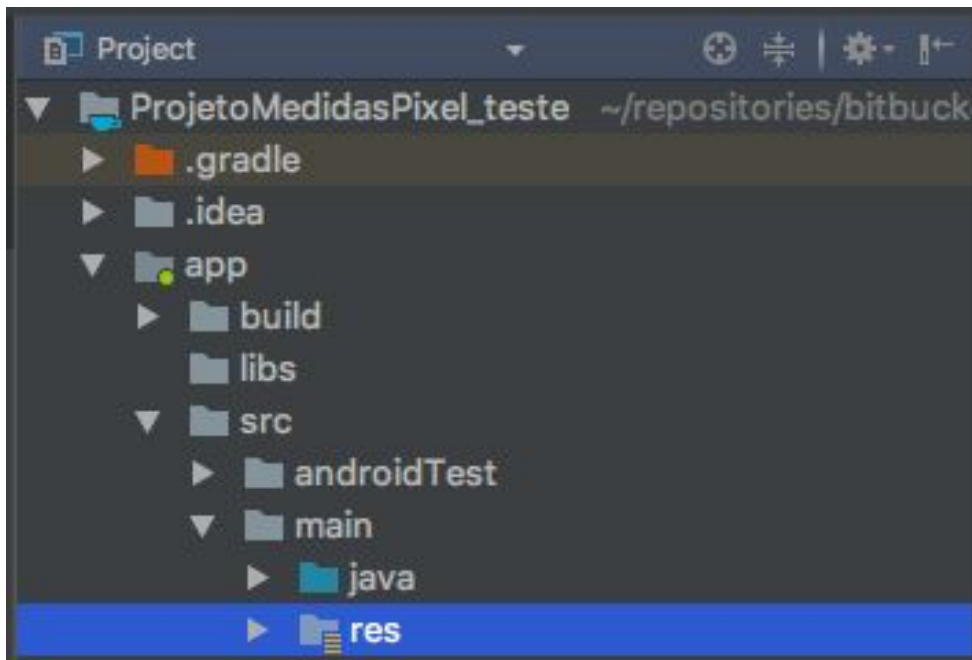 Project
ProjetoMedidasPixel_teste ~/repositories/bitbuck
.gradle
.idea
app
build
libs
src
androidTest
main
java
res